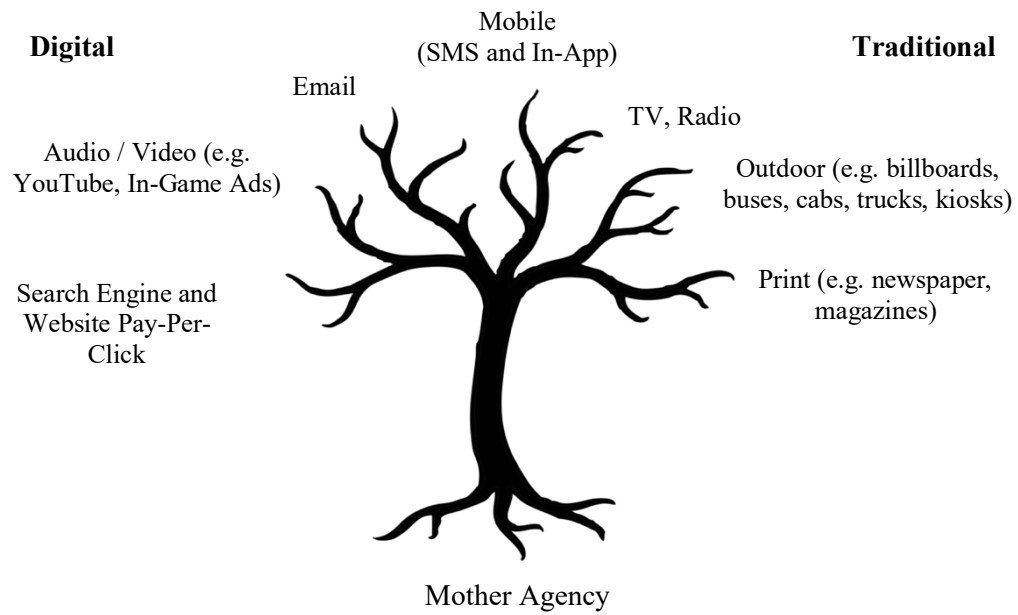 Digital
Mobile
(SMS and In-App)
Traditional
Email
TV, Radio
Audio / Video (e.g.
YouTube, In-Game Ads)
Outdoor (e.g. billboards,
buses, cabs, trucks, kiosks)
Search Engine and
Website Pay-Per-
Click
Print (e.g. newspaper,
magazines)
Mother Agency